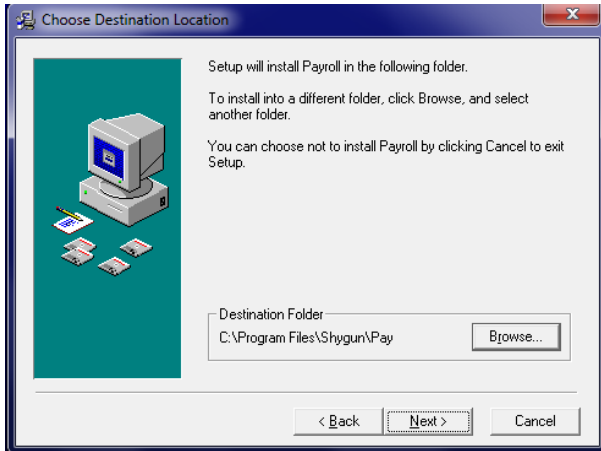 Choose Destination Location
Setup will install Payroll in the following folder.
To install into a different folder, click Browse, and select
another folder.
You can choose not to install Payroll by clicking Cancel to exit
Setup.
Destination Folder
C:\Program Files\Shygun\Pay
Browse...
< Back
Next >
Cancel